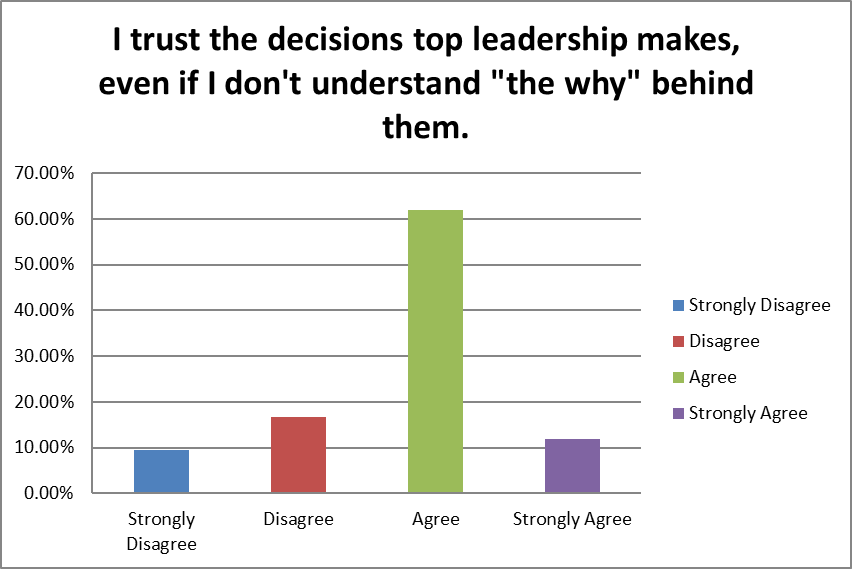 I trust the decisions top leadership makes,
even if I don't understand "the why" behind
them.
70.00%
60.00%
50.00%
40.00%
30.00%
20.00%
10.00%
0.00%
Strongly
Disagree
Disagree
Agree
Strongly Agree
Strongly Disagree
Disagree
Agree
Strongly Agree